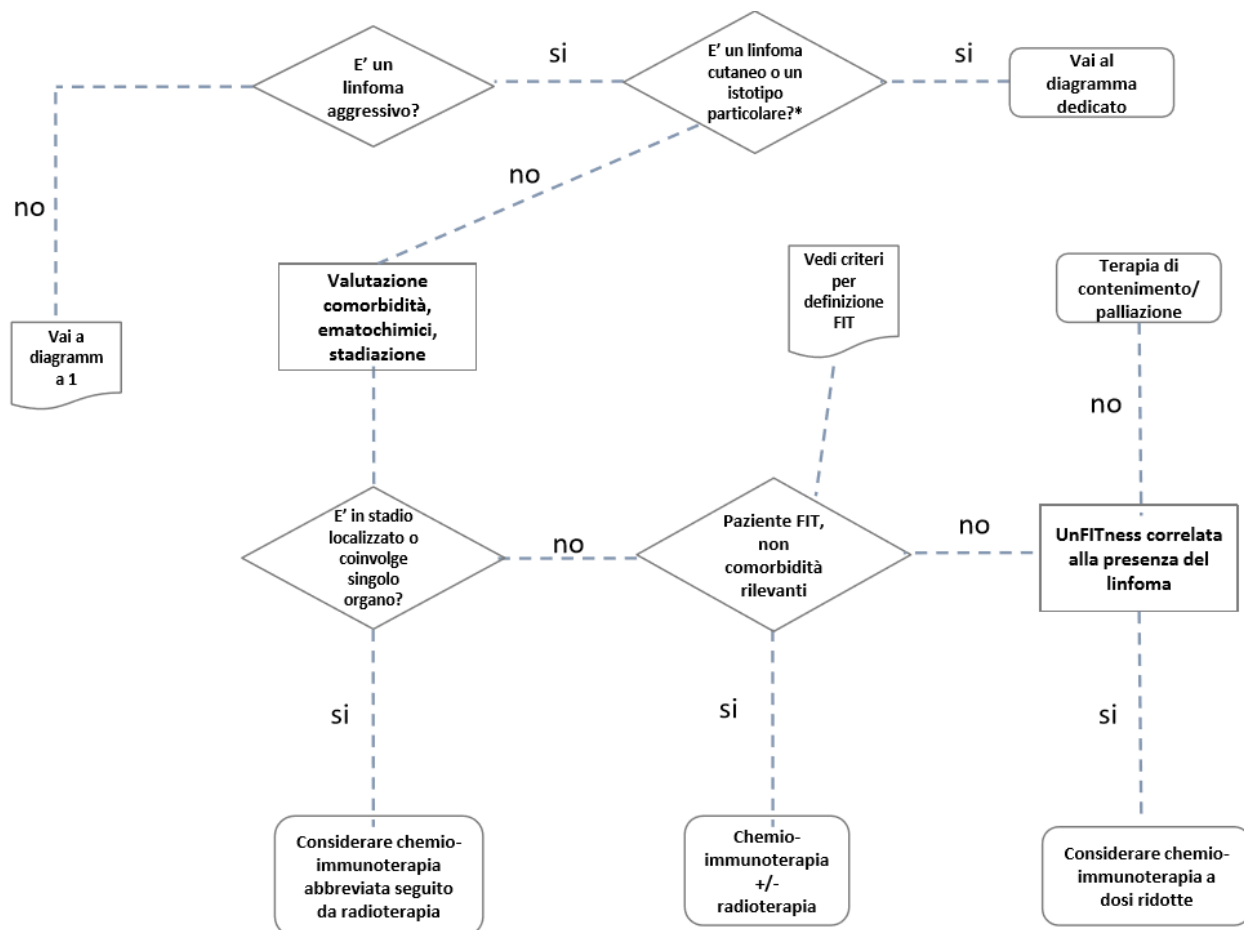 E’ un
linfoma
aggressivo?
si
E’ un linfoma
cutaneo o un
istotipo
particolare?*
si
Vai al
diagramma
dedicato
no
no
Valutazione
comorbidità,
ematochimici,
stadiazione
Vedi criteri
per
definizione
FIT
Terapia di
contenimento/
palliazione
Vai a
diagramm
a 1
no
E’ in stadio
localizzato o
coinvolge
singolo
organo?
no
Paziente FIT,
non
comorbidità
rilevanti
no
UnFITness correlata
alla presenza del
linfoma
si
si
si
Considerare chemio-
immunoterapia
abbreviata seguito
da radioterapia
Chemio-
immunoterapia
+/-
radioterapia
Considerare chemio-
immunoterapia a
dosi ridotte